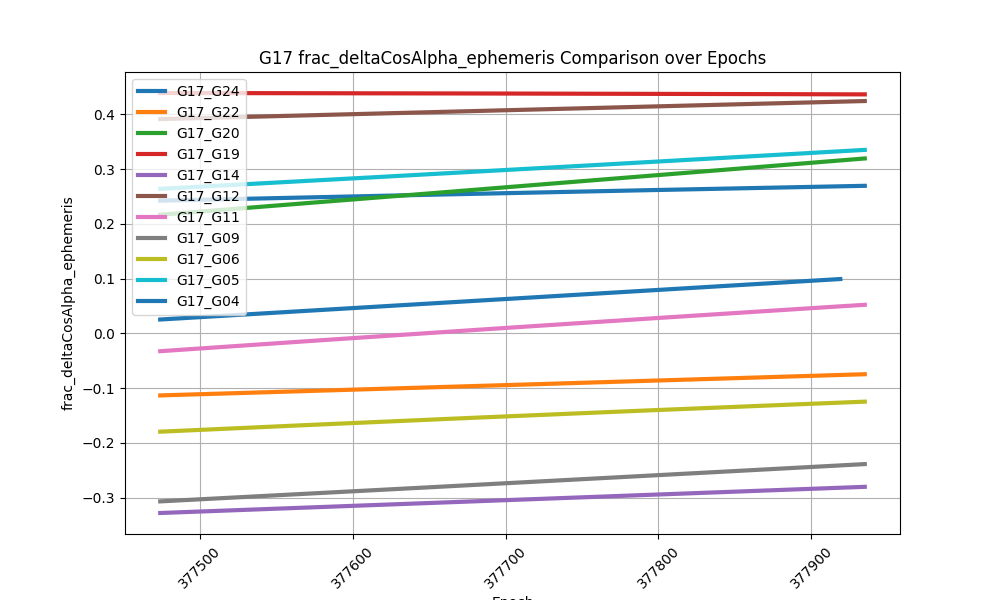 G17 frac_deltaCosAlpha_ephemeris Comparison over Epochs
G17_G24
G17_G22
G17_G20
G17_G19
G17_G14
G17_G12
G17_G11
G17_G09
G17_G06
G17_G05
G17_G04
frac_deltaCosAlpha_ephemeris
0.4
0.3
0.2
0.1
0.0
−0.1
−0.2
−0.3
377500
377600
377700
377800
377900
Epoch